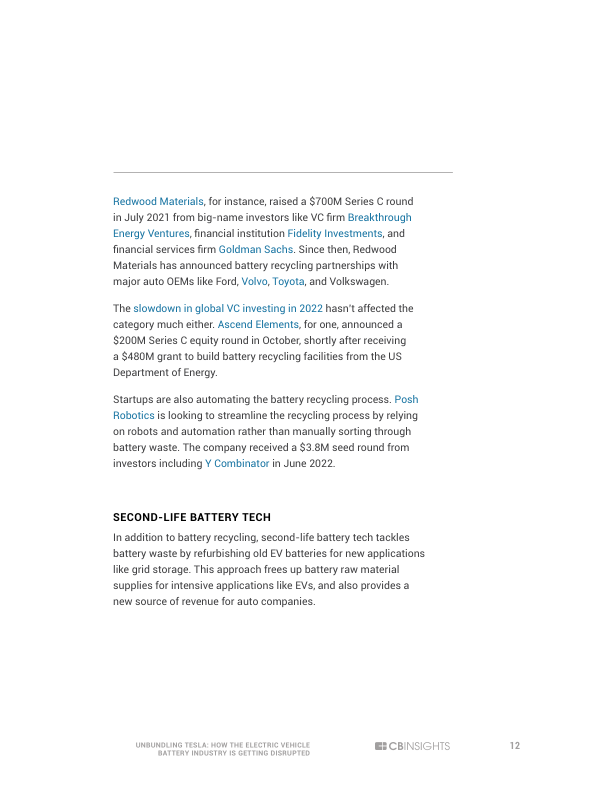 Redwood Materials, for instance, raised a $700M Series C round
in July 2021 from big-name investors like VC firm Breakthrough
Energy Ventures, financial institution Fidelity Investments, and
financial services firm Goldman Sachs. Since then, Redwood
Materials has announced battery recycling partnerships with
major auto OEMs like Ford, Volvo, Toyota, and Volkswagen.
The slowdown in global VC investing in 2022 hasn't affected the
category much either. Ascend Elements, for one, announced a
$200M Series C equity round in October, shortly after receiving
a $480M grant to build battery recycling facilities from the US
Department of Energy.
Startups are also automating the battery recycling process. Posh
Robotics is looking to streamline the recycling process by relying
on robots and automation rather than manually sorting through
battery waste. The company received a $3.8M seed round from
investors including Y Combinator in June 2022.
SECOND-LIFE BATTERY TECH
In addition to battery recycling, second-life battery tech tackles
battery waste by refurbishing old EV batteries for new applications
like grid storage. This approach frees up battery raw material
supplies for intensive applications like EVs, and also provides a
new source of revenue for auto companies.
UNBUNDLING TESLA: HOW THE ELECTRIC VEHICLE
BATTERY INDUSTRY IS GETTING DISRUPTED
CBINSIGHTS
12